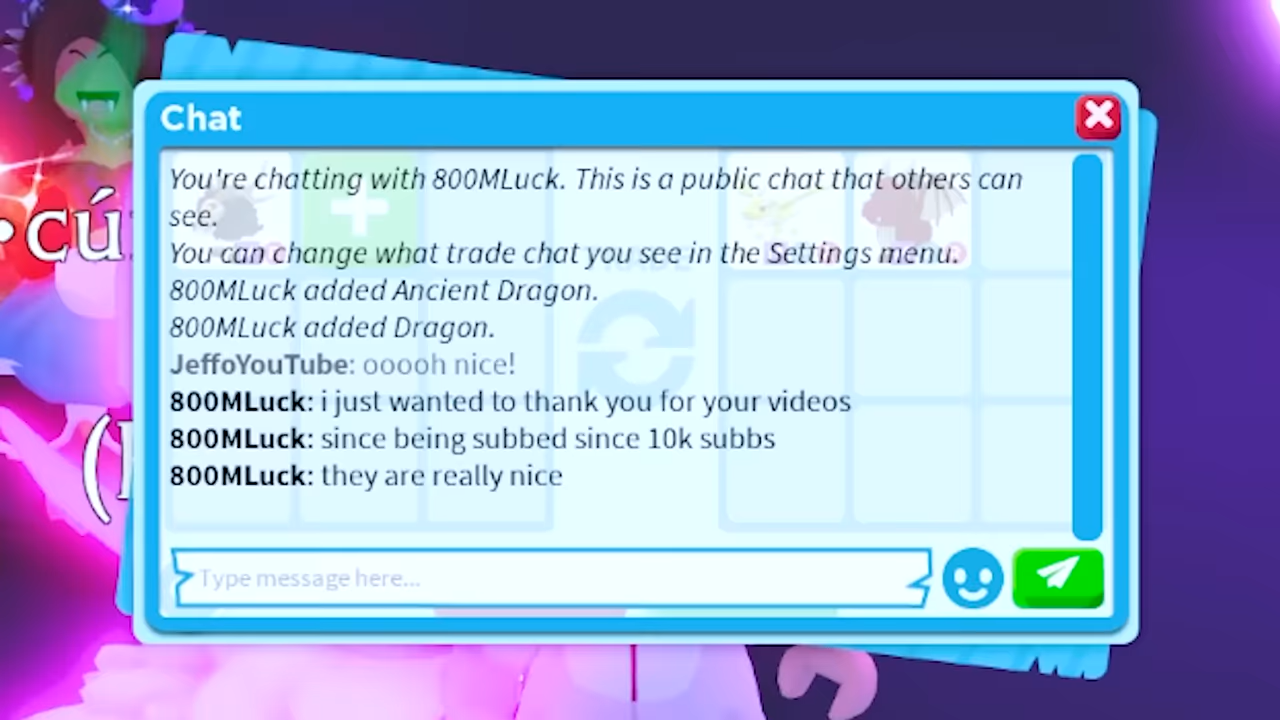 Chat
You're chatting with 800MLuck. This is a public chat that others can
see.
You can change what trade chat you see in the Settings menu.
800MLuck added Ancient Dragon.
800MLuck added Dragon.
JeffoYouTube: ooooh nice!
800MLuck: i just wanted to thank you for your videos
800MLuck: since being subbed since 10k subbs
800MLuck: they are really nice
Type message here...
•cú
(